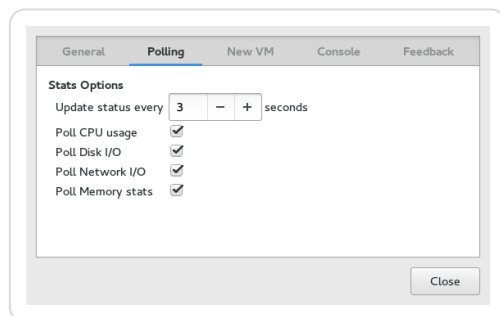 General Polling New VM Console Feedback
Stats Options
Update status every 3 − + seconds
Poll CPU usage
Poll Disk I/O
Poll Network I/O
Poll Memory stats
Close